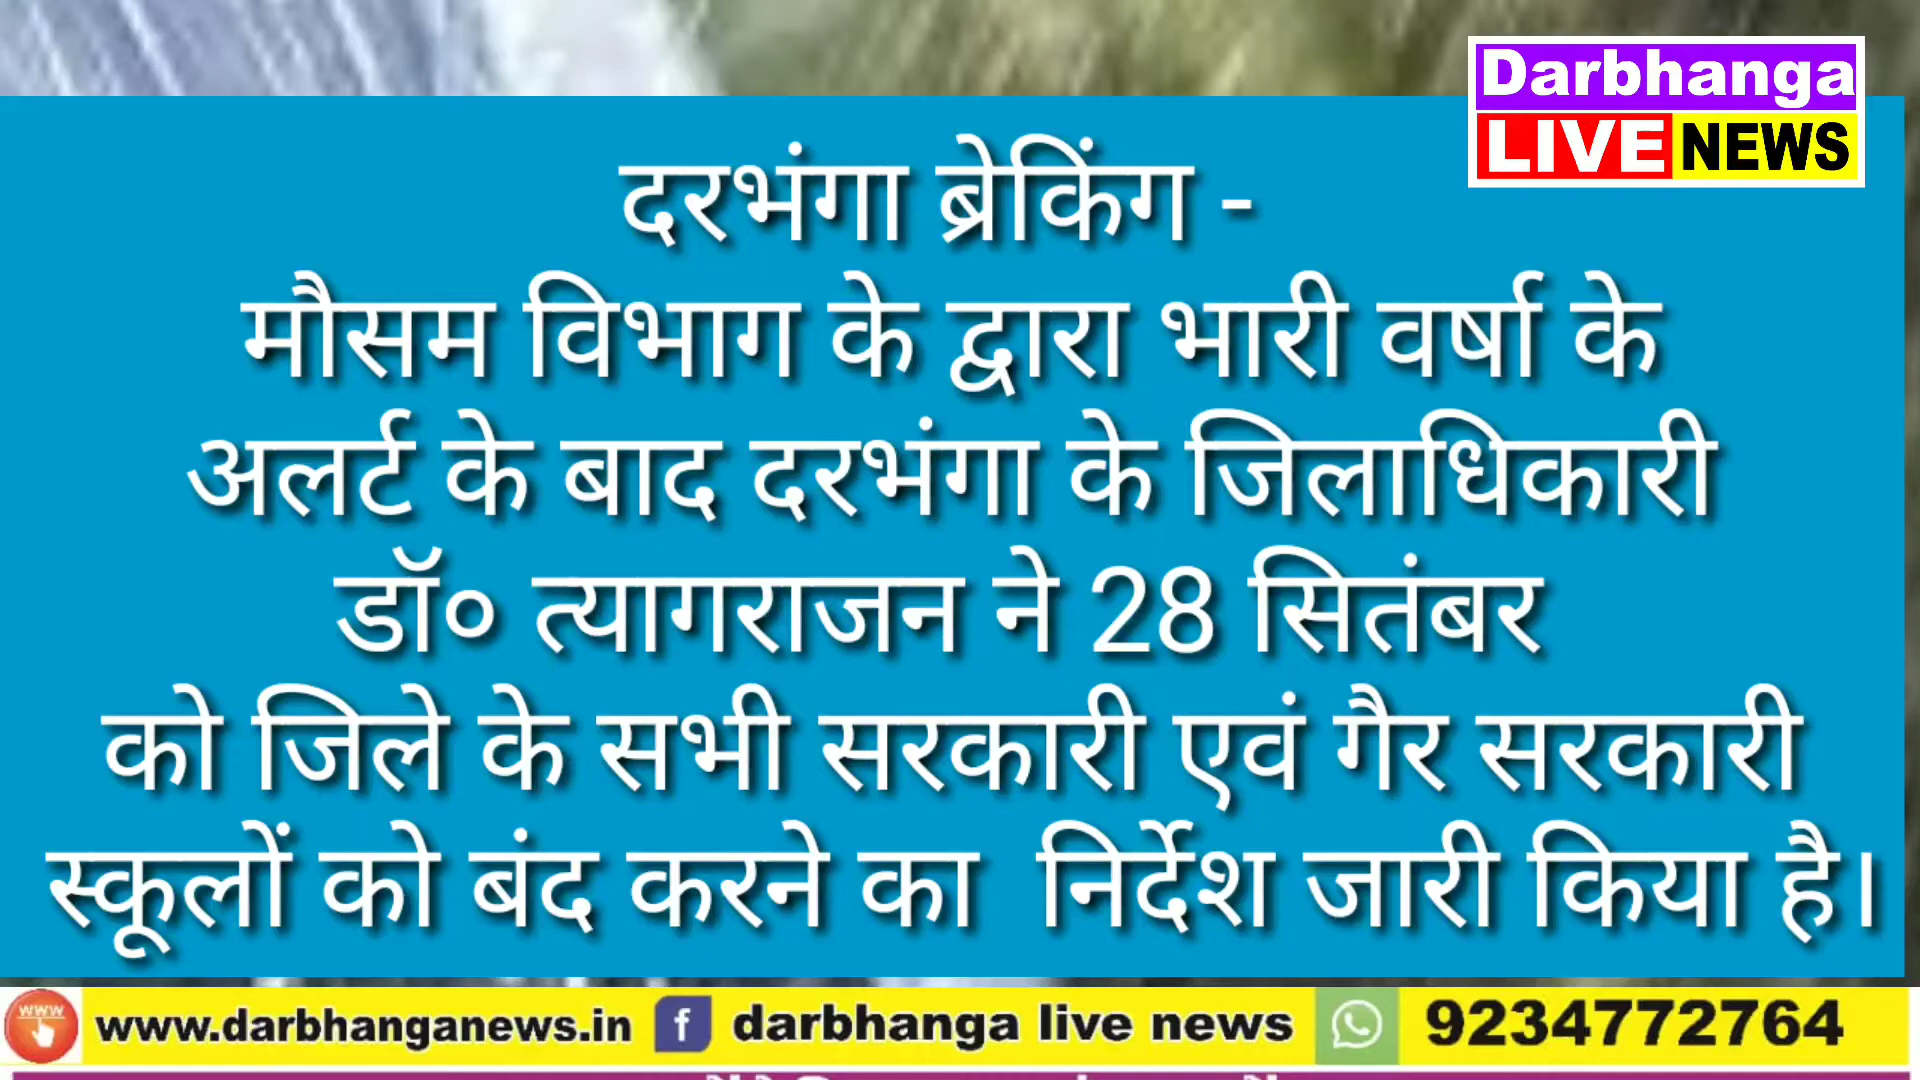 Darbhanga
LIVE NEWS
दरभंगा ब्रेकिंग -
मौसम विभाग के द्वारा भारी वर्षा के
अलर्ट के बाद दरभंगा के जिलाधिकारी
डॉ० त्यागराजन ने 28 सितंबर
को जिले के सभी सरकारी एवं गैर सरकारी
स्कूलों को बंद करने का निर्देश जारी किया है।
www
www.darbhanganews.in f darbhanga live news 9234772764